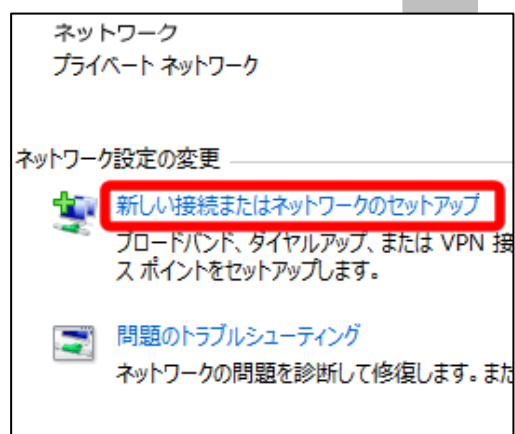 ネットワーク
プライベート ネットワーク
ネットワーク設定の変更
新しい接続またはネットワークのセットアップ
ブロードバンド、ダイヤルアップ、または VPN 接
ス ポイントをセットアップします。
問題のトラブルシューティング
ネットワークの問題を診断して修復します。また